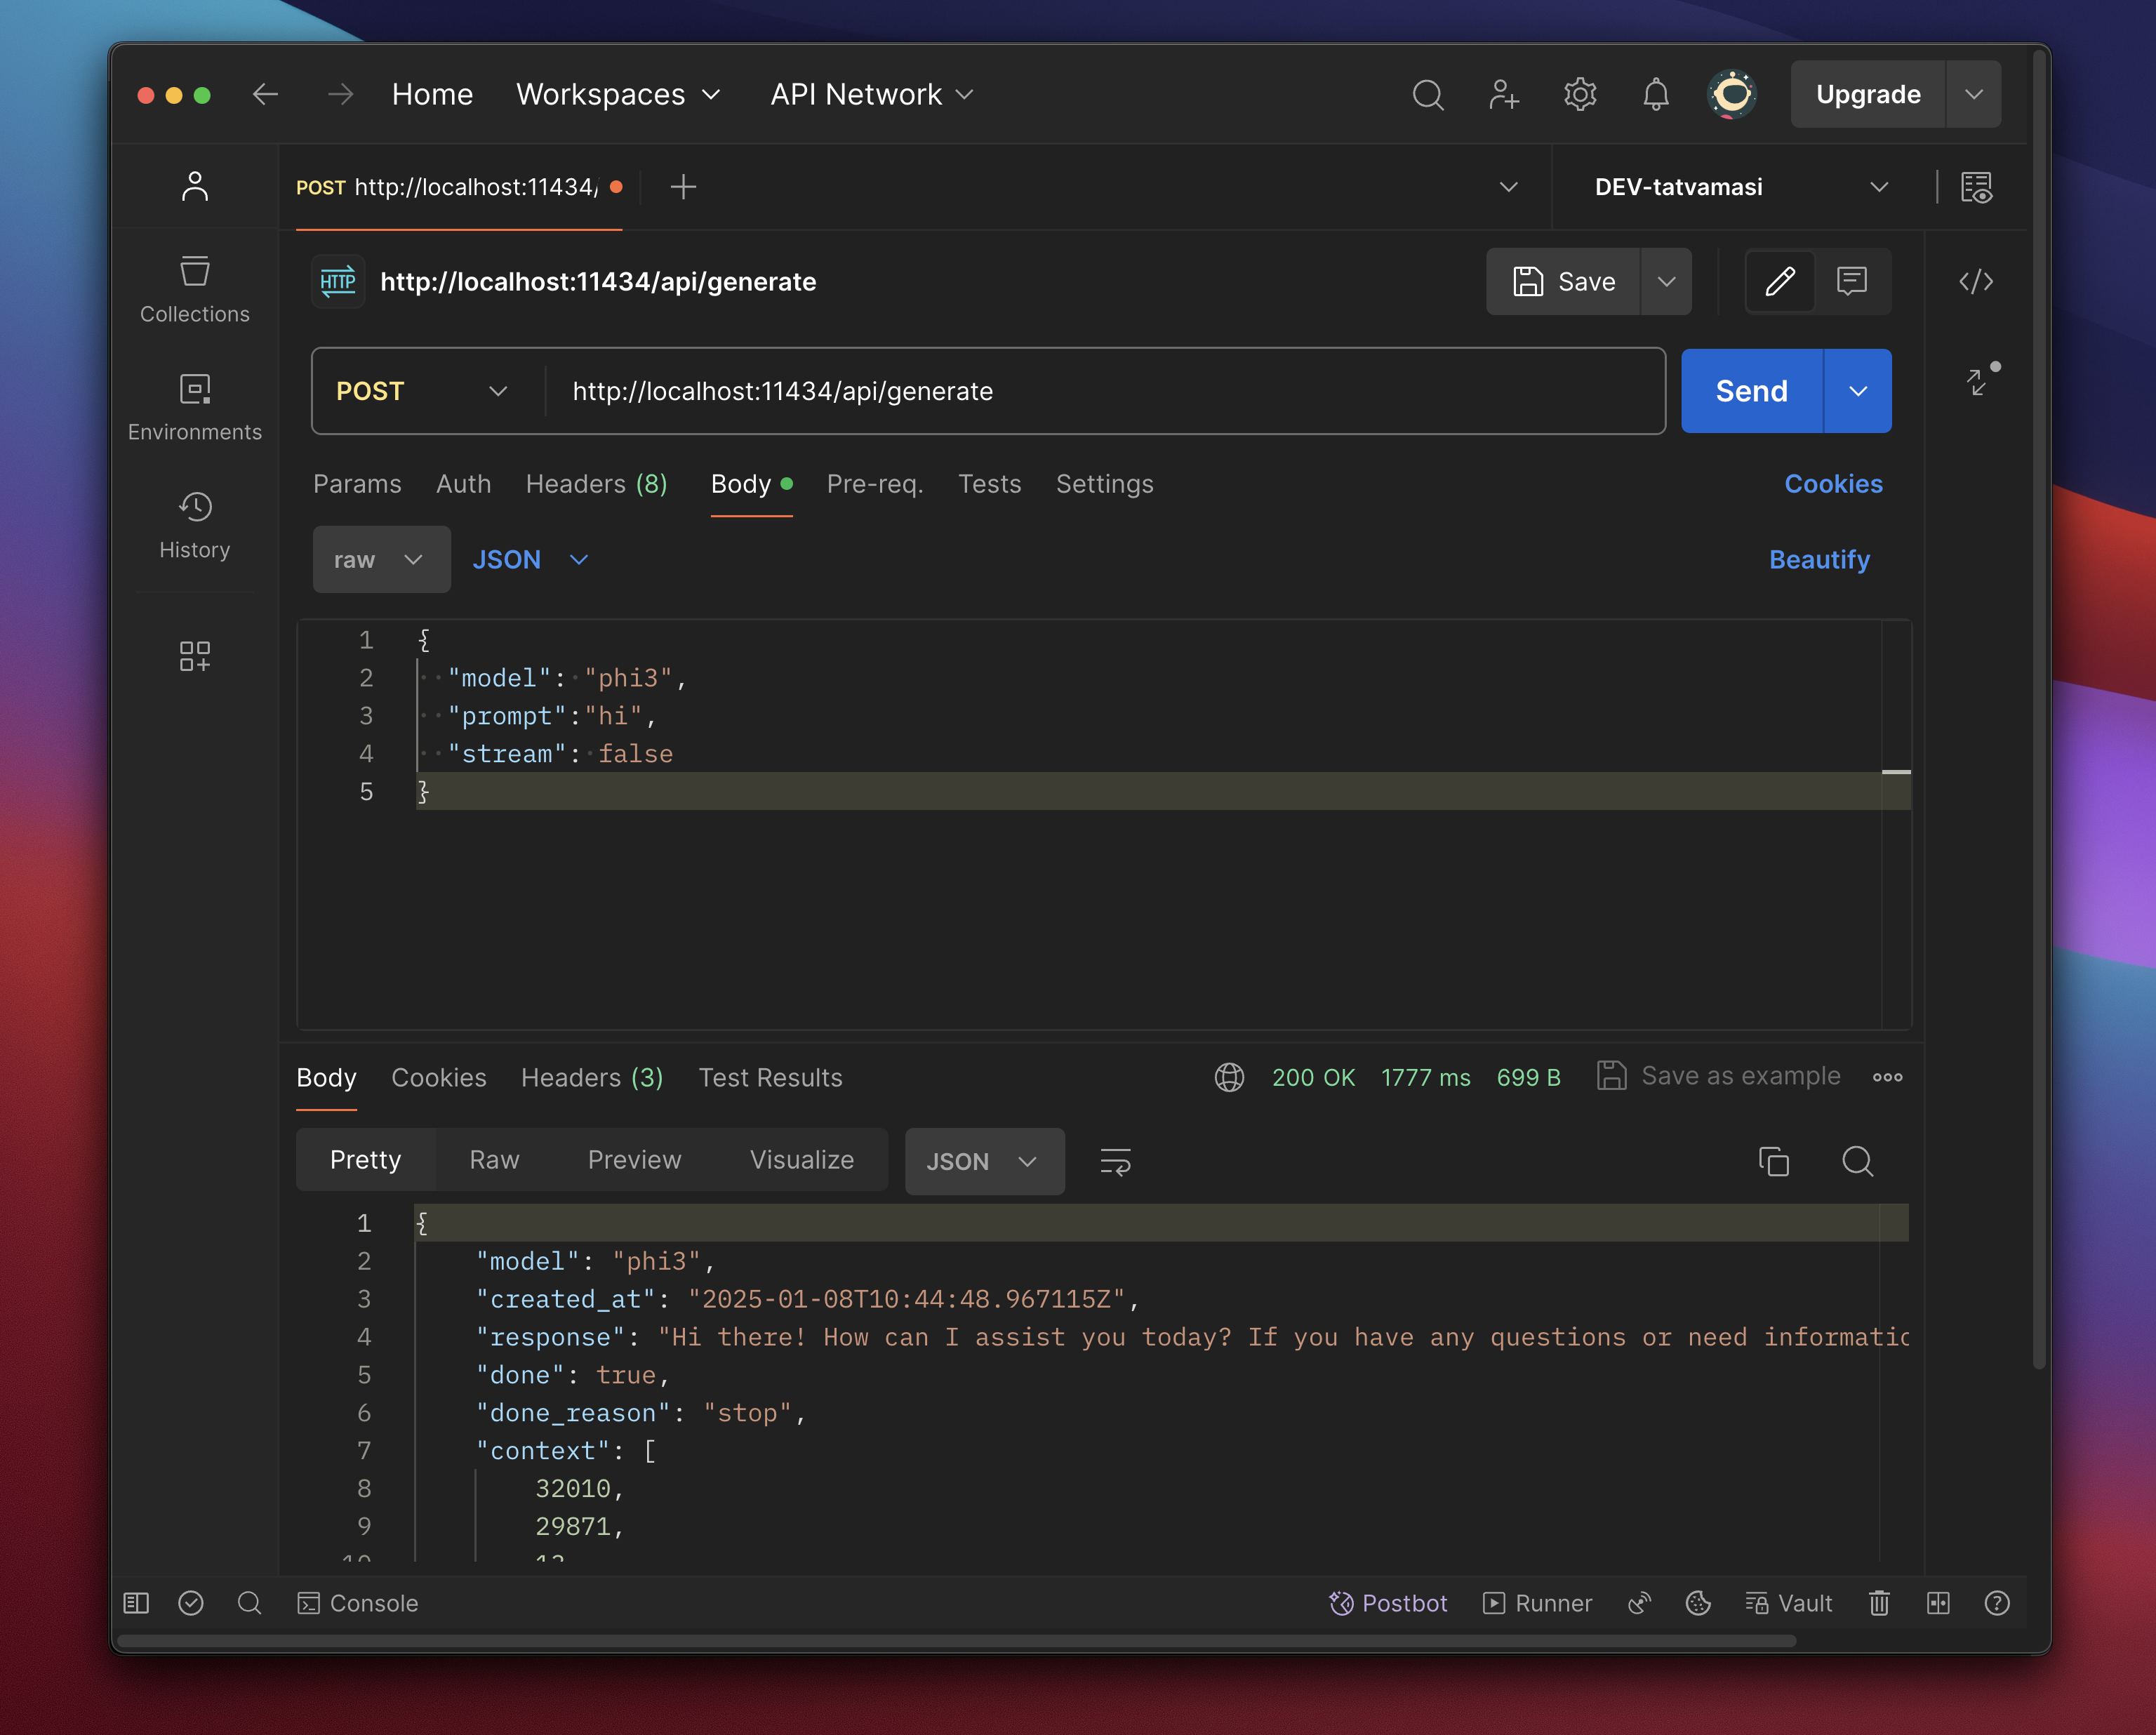 Home Workspaces API Network Upgrade
POST http://localhost:11434/ DEV-tatvamasi
Collections
Environments
History
HTTP http://localhost:11434/api/generate Save
POST http://localhost:11434/api/generate Send
Params Auth Headers (8) Body Pre-req. Tests Settings Cookies
raw JSON Beautify
1 {
2 "model": "phi3",
3 "prompt":"hi",
4 "stream": false
5 }
Body Cookies Headers (3) Test Results 200 OK 1777 ms 699 B Save as example
Pretty Raw Preview Visualize JSON
1 {
2 "model": "phi3",
3 "created_at": "2025-01-08T10:44:48.967115Z",
4 "response": "Hi there! How can I assist you today? If you have any questions or need informatic
5 "done": true,
6 "done_reason": "stop",
7 "context": [
8 32010,
9 29871,
Console Postbot Runner Vault